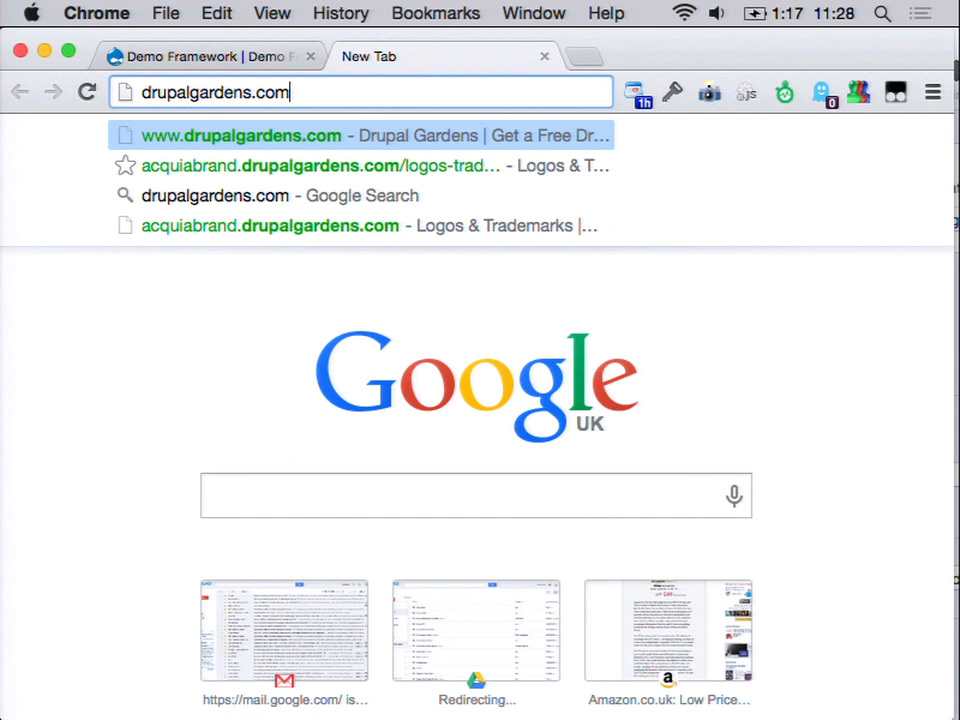 Chrome File Edit View History Bookmarks Window Help 1:17 11:28
Demo Framework | Demo F New Tab
drupalgardens.com 1h JS 0
www.drupalgardens.com - Drupal Gardens | Get a Free Dr...
acquiabrand.drupalgardens.com/logos-trad... - Logos & T...
drupalgardens.com - Google Search
acquiabrand.drupalgardens.com - Logos & Trademarks |...
Google
UK
https://mail.google.com/ is... Redirecting... Amazon.co.uk: Low Price...